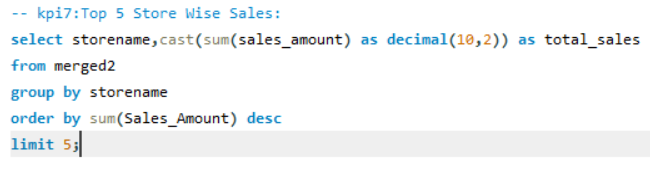 -- kpi7:Top 5 Store Wise Sales:
select storename,cast(sum(sales_amount) as decimal(10,2)) as total_sales
from merged2
group by storename
order by sum(Sales_Amount) desc
limit 5;